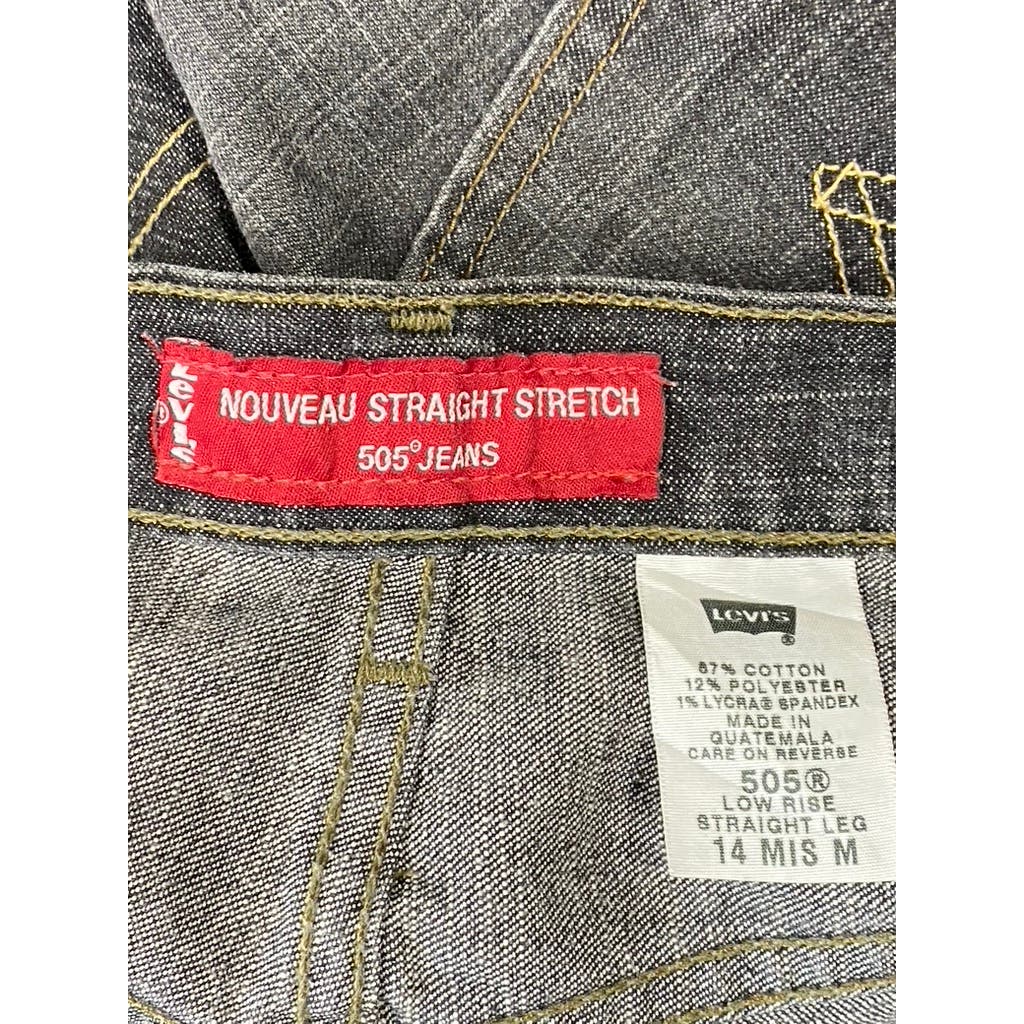 Levi's
®
NOUVEAU STRAIGHT STRETCH
505® JEANS
Levi's
®
87% COTTON
12% POLYESTER
1% LYCRA® SPANDEX
MADE IN
GUATEMALA
CARE ON REVERSE
505®
LOW RISE
STRAIGHT LEG
14 MIS M